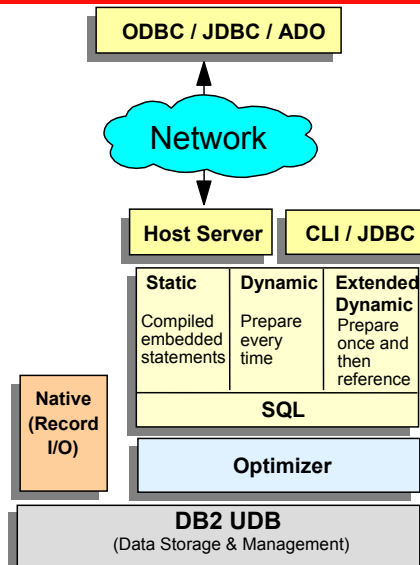 ODBC / JDBC / ADO
Network
Host Server
CLI / JDBC
Static
Compiled
embedded
statements
Dynamic
Prepare
every
time
Extended
Dynamic
Prepare
once and
then
reference
SQL
Native
(Record
I/O)
Optimizer
DB2 UDB
(Data Storage & Management)